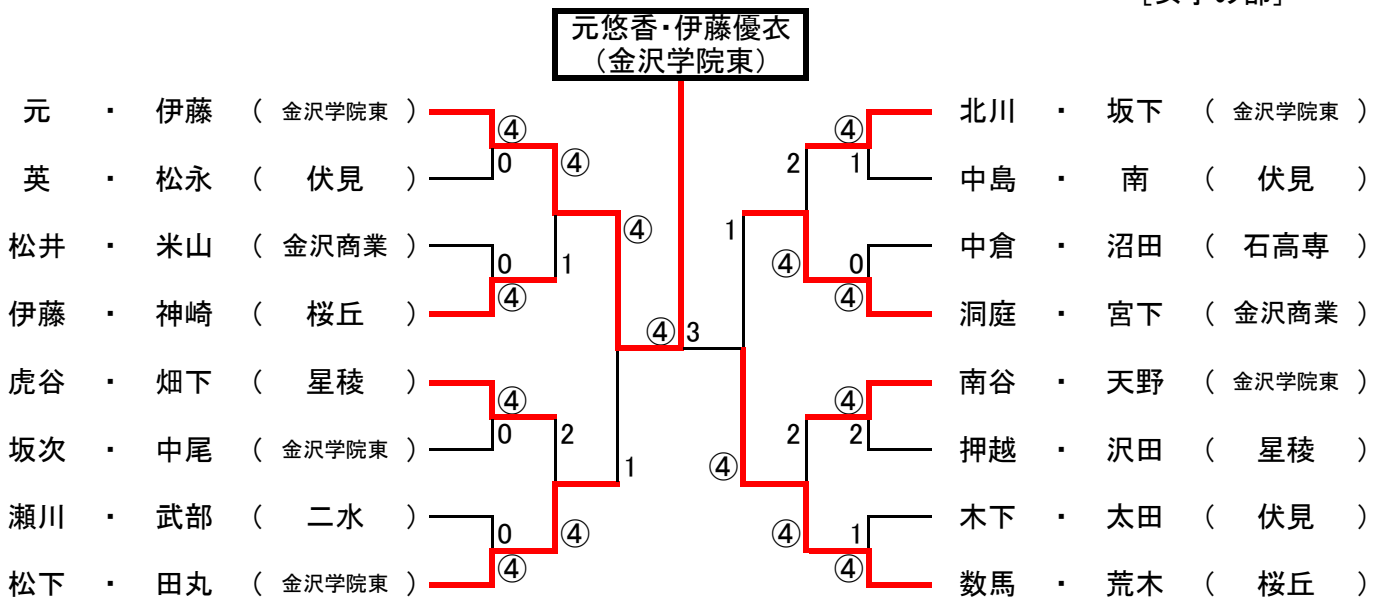 [女子の部]
元悠香・伊藤優衣
(金沢学院東)
元 ・ 伊藤 ( 金沢学院東 )
④
0
英 ・ 松永 ( 伏見 )
④
松井 ・ 米山 ( 金沢商業 )
0
④
1
伊藤 ・ 神崎 ( 桜丘 )
④
虎谷 ・ 畑下 ( 星稜 )
④
0
2
坂次 ・ 中尾 ( 金沢学院東 )
1
瀬川 ・ 武部 ( 二水 )
0
④
④
松下 ・ 田丸 ( 金沢学院東 )
④ 3
北川 ・ 坂下 ( 金沢学院東 )
④
1
2
中島 ・ 南 ( 伏見 )
1
中倉 ・ 沼田 ( 石高専 )
④
0
④
洞庭 ・ 宮下 ( 金沢商業 )
南谷 ・ 天野 ( 金沢学院東 )
④
2
2
押越 ・ 沢田 ( 星稜 )
④
木下 ・ 太田 ( 伏見 )
④
1
④
数馬 ・ 荒木 ( 桜丘 )